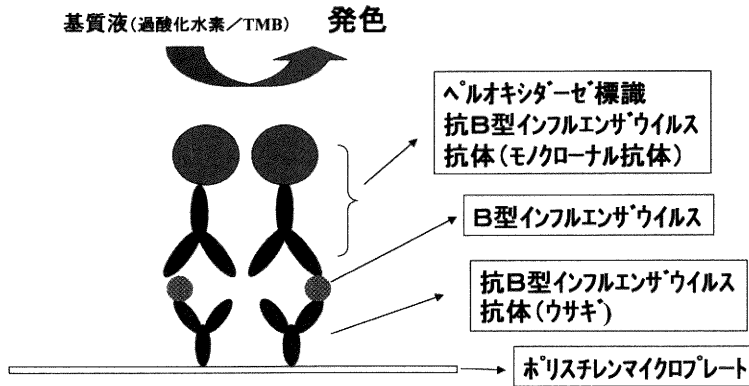 基質液(過酸化水素／TMB) 発色
ペルオキシダーゼ標識
抗B型インフルエンザウイルス
抗体(モノクローナル抗体)
B型インフルエンザウイルス
抗B型インフルエンザウイルス
抗体(ウサギ)
ポリスチレンマイクロプレート